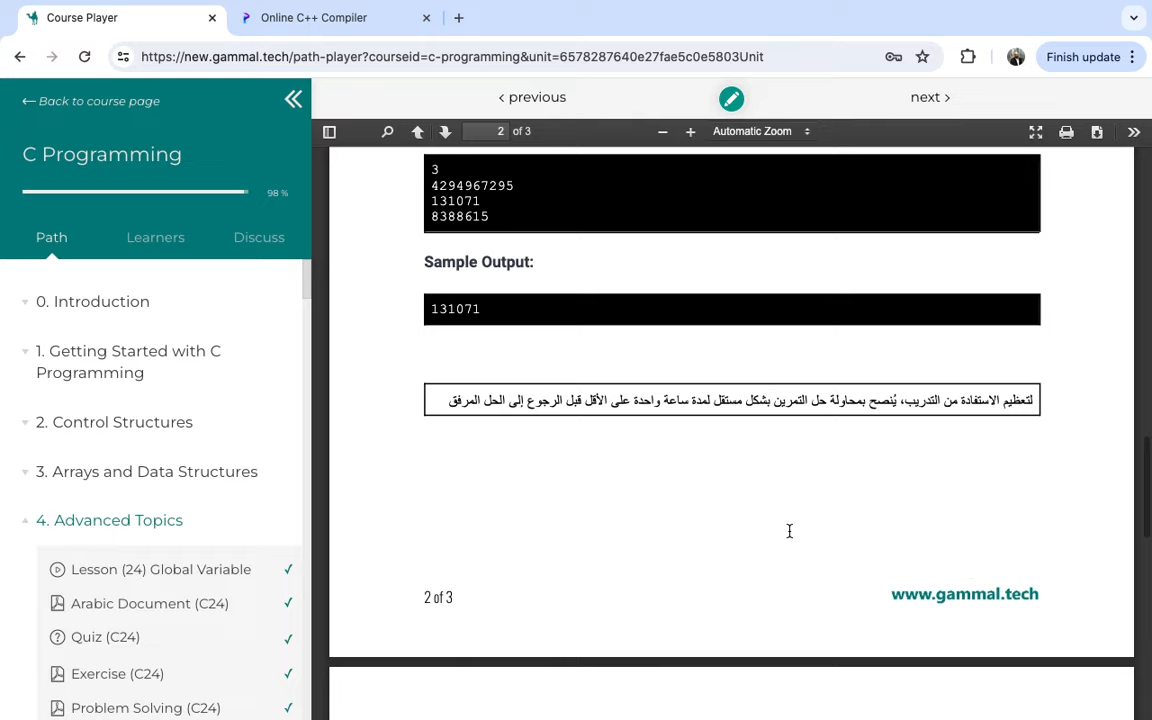 Course Player
Online C++ Compiler
https://new.gammal.tech/path-player?courseid=c-programming&unit=6578287640e27fae5c0e5803Unit
Finish update
Back to course page
C Programming
98 %
Path
Learners
Discuss
0. Introduction
1. Getting Started with C
Programming
2. Control Structures
3. Arrays and Data Structures
4. Advanced Topics
Lesson (24) Global Variable
Arabic Document (C24)
Quiz (C24)
Exercise (C24)
Problem Solving (C24)
previous
next
2 of 3
Automatic Zoom
3
4294967295
131071
8388615
Sample Output:
131071
لتعظيم الاستفادة من التدريب، يُنصح بمحاولة حل التمرين بشكل مستقل لمدة ساعة واحدة على الأقل قبل الرجوع إلى الحل المرفق
2 of 3
www.gammal.tech